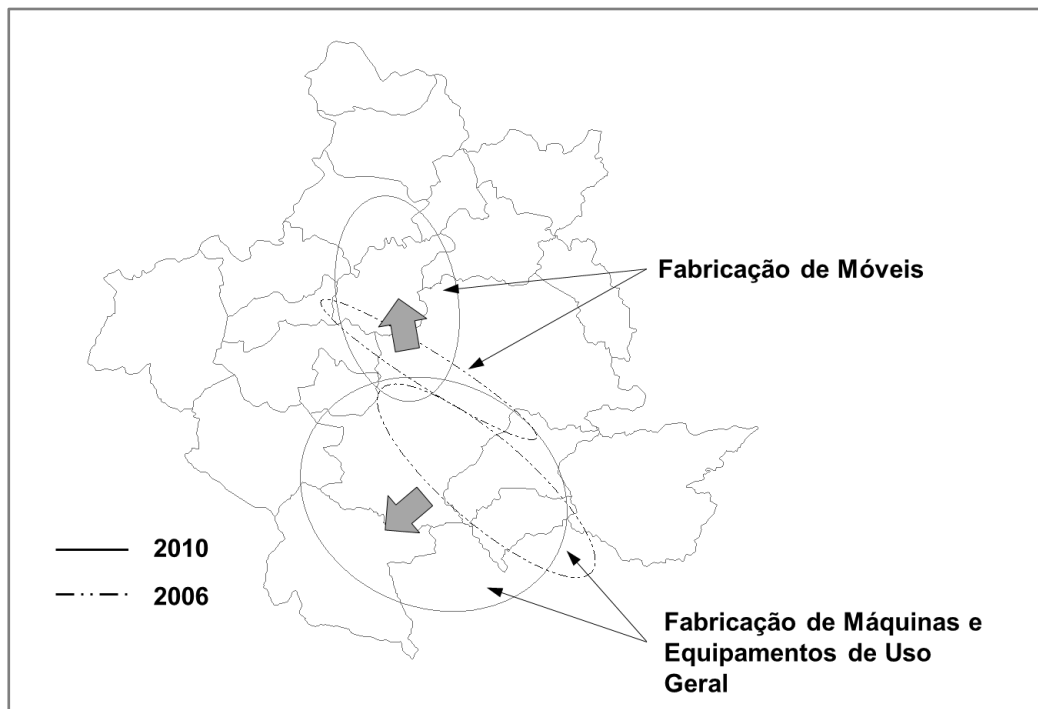 Fabricação de Móveis
2010
2006
Fabricação de Máquinas e
Equipamentos de Uso
Geral